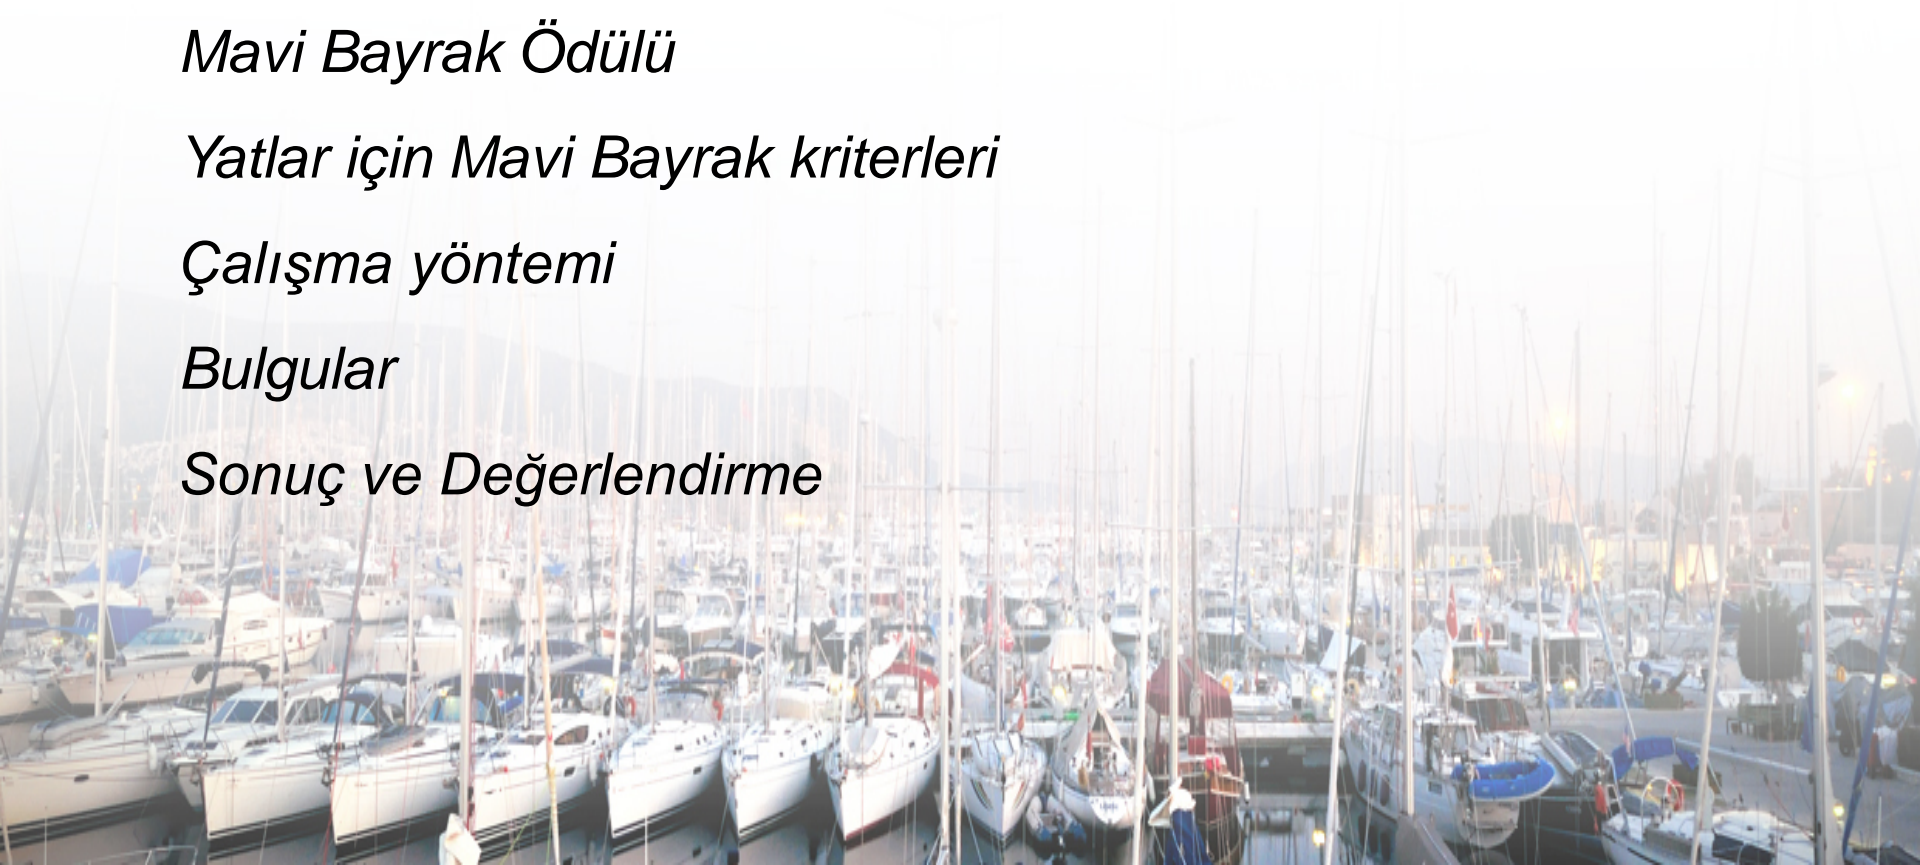 Mavi Bayrak Ödülü
Yatlar için Mavi Bayrak kriterleri
Çalışma yöntemi
Bulgular
Sonuç ve Değerlendirme